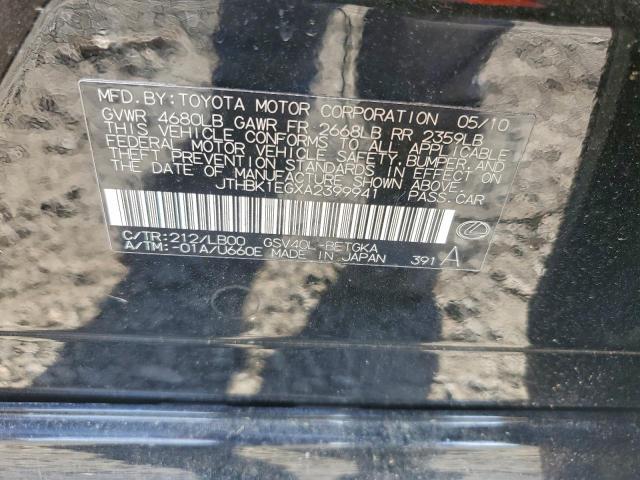 MFD. BY: TOYOTA MOTOR CORPORATION 05/10
GVWR 4680LB GAWR FR 2668LB RR 2359LB
THIS VEHICLE CONFORMS TO ALL APPLICABLE
FEDERAL MOTOR VEHICLE SAFETY, BUMPER, AND
THEFT PREVENTION STANDARDS IN EFFECT ON
THE DATE OF MANUFACTURE SHOWN ABOVE.
JTHBK1EGXA2399941 PASS. CAR
C/TR: 212/LB00 GSV40L-BETGKA
A/TM: -01A/U660E MADE IN JAPAN 391 A